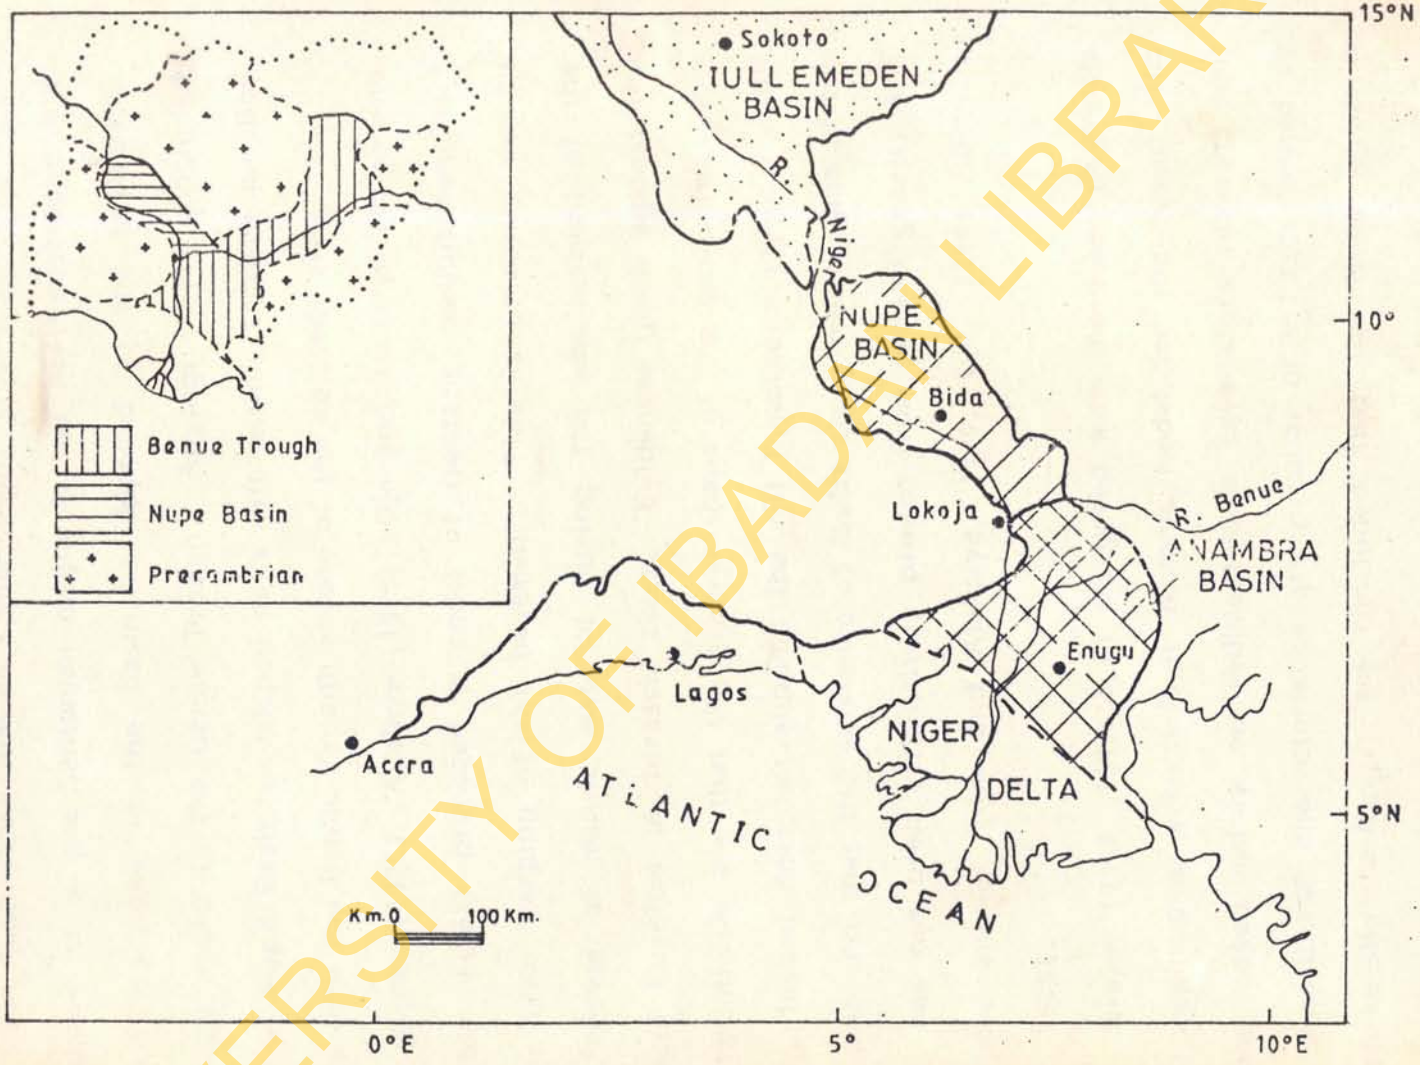 15°N
Sokoto
IULLEMEDEN
BASIN
R.
Niger
10°
NUPE
BASIN
Bida
Benue Trough
Nupe Basin
Precambrian
Lokoja
R. Benue
ANAMBRA
BASIN
Enugu
Lagos
NIGER
DELTA
Accra
ATLANTIC
OCEAN
5°N
Km. 0 100 Km.
0°E 5° 10°E
UNIVERSITY OF IBADAN LIBRARY